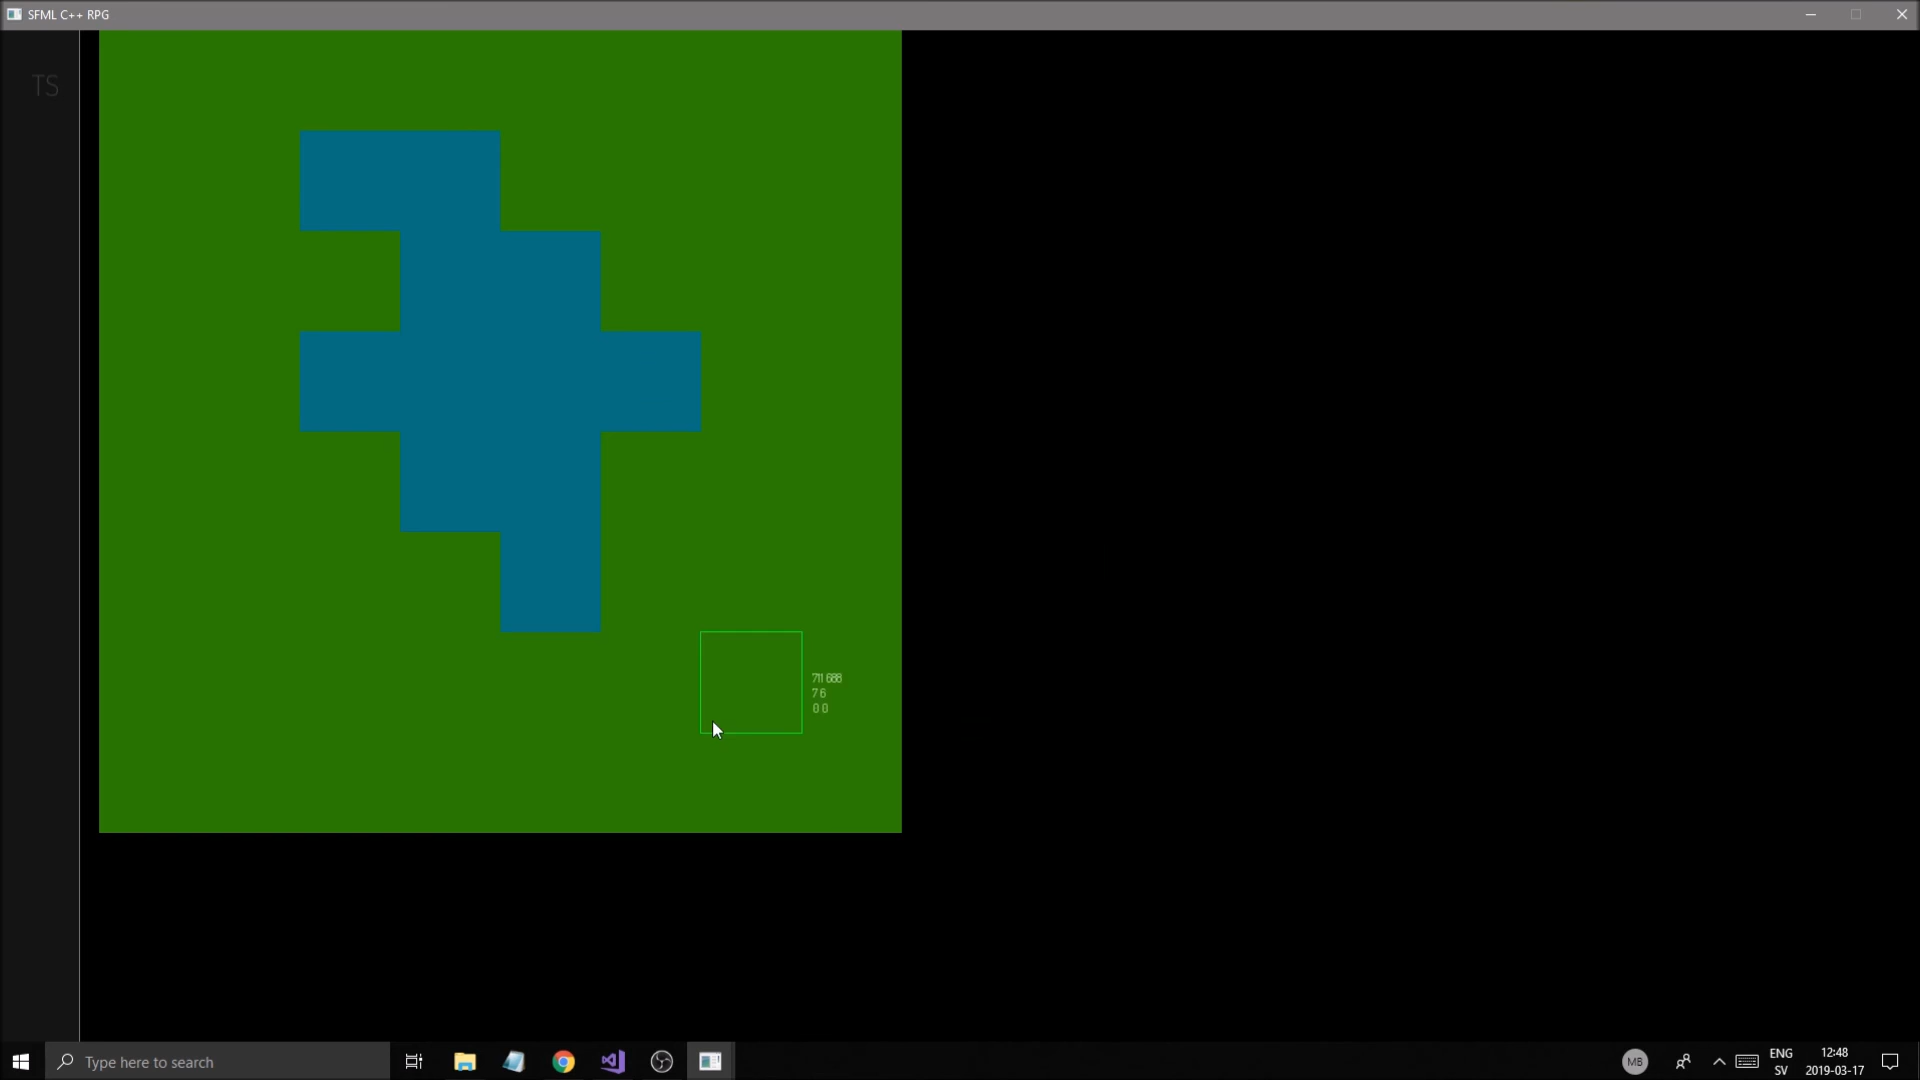 SFML C++ RPG
TS
711 688
7 6
0 0
Type here to search
MB
ENG
SV
12:48
2019-03-17